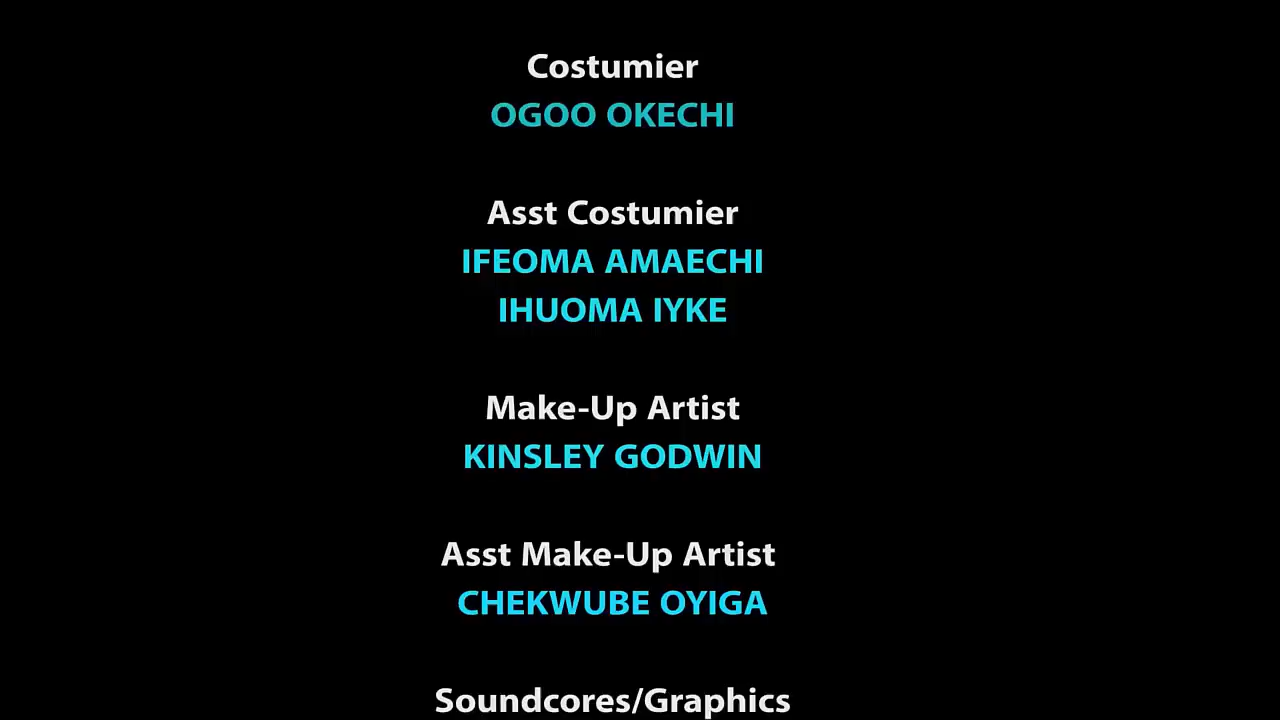 Costumier
OGOO OKECHI
Asst Costumier
IFEOMA AMAECHI
IHUOMA IYKE
Make-Up Artist
KINSLEY GODWIN
Asst Make-Up Artist
CHEKWUBE OYIGA
Soundcores/Graphics